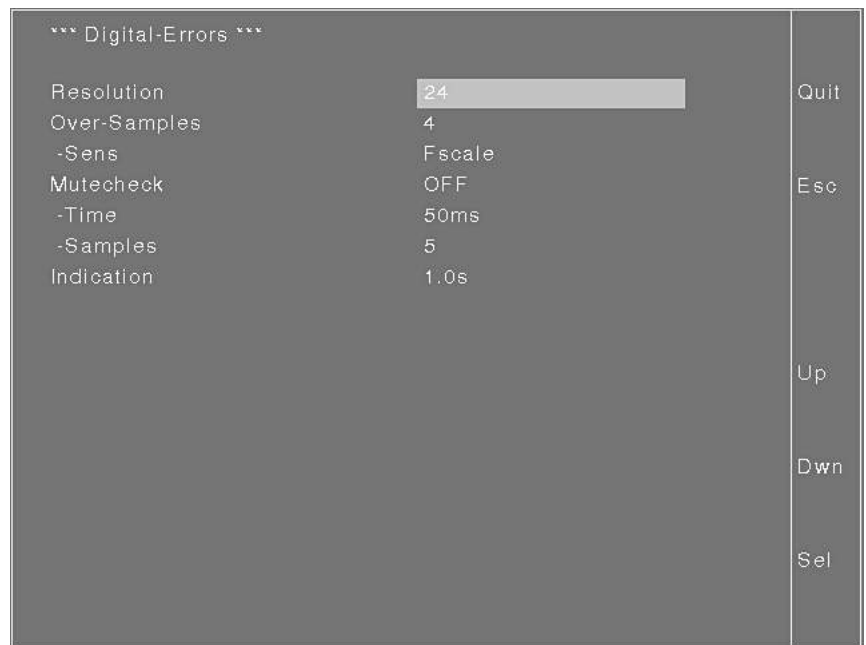 *** Digital-Errors ***
Resolution 24
Over-Samples 4
-Sens Fscale
Mutecheck OFF
-Time 50ms
-Samples 5
Indication 1.0s
Quit
Esc
Up
Dwn
Sel